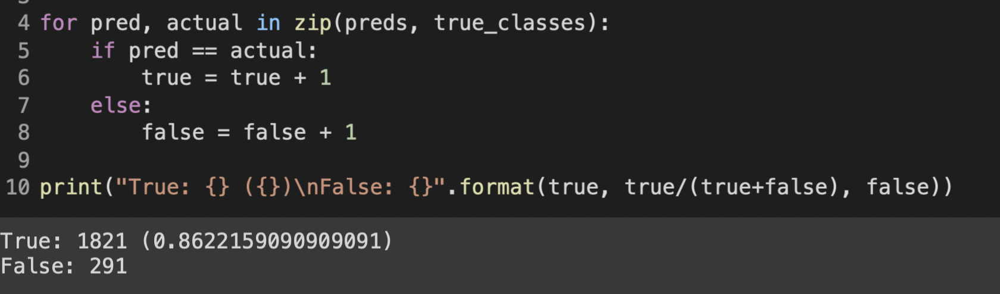 4 for pred, actual in zip(preds, true_classes):
5     if pred == actual:
6         true = true + 1
7     else:
8         false = false + 1
9
10 print("True: {} ({})\nFalse: {}".format(true, true/(true+false), false))
True: 1821 (0.8622159090909091)
False: 291